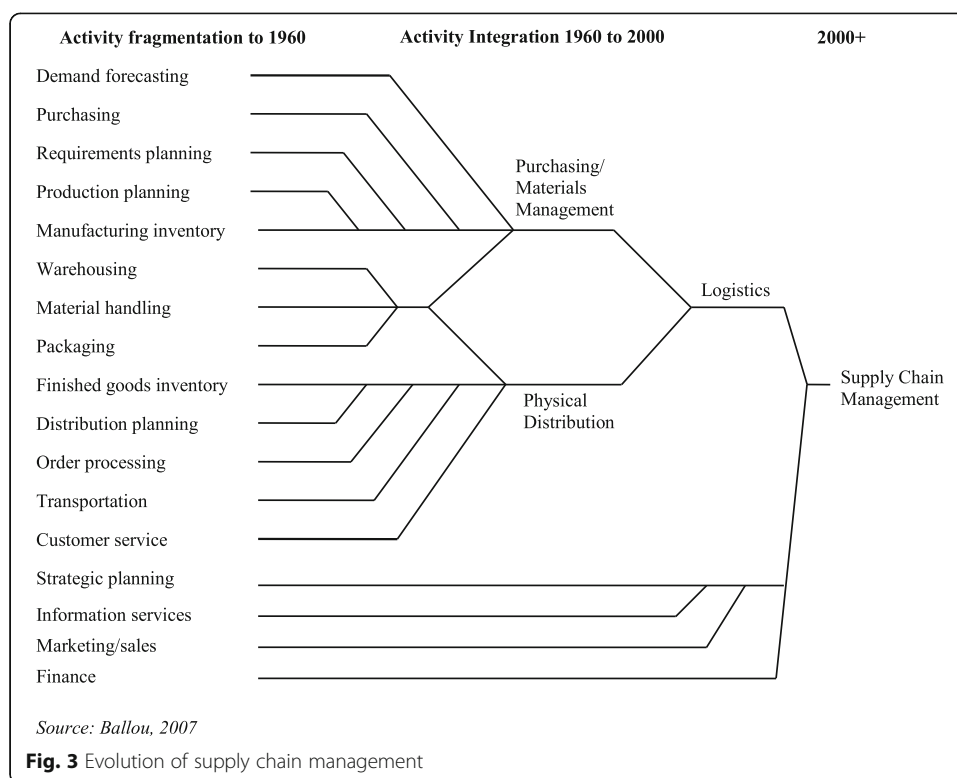 Activity fragmentation to 1960
Activity Integration 1960 to 2000
2000+
Demand forecasting
Purchasing
Requirements planning
Production planning
Manufacturing inventory
Warehousing
Material handling
Packaging
Finished goods inventory
Distribution planning
Order processing
Transportation
Customer service
Strategic planning
Information services
Marketing/sales
Finance
Purchasing/
Materials
Management
Physical
Distribution
Logistics
Supply Chain
Management
Source: Ballou, 2007
Fig. 3 Evolution of supply chain management